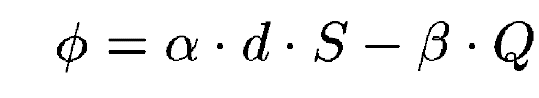 ϕ = α · d · S − β · Q